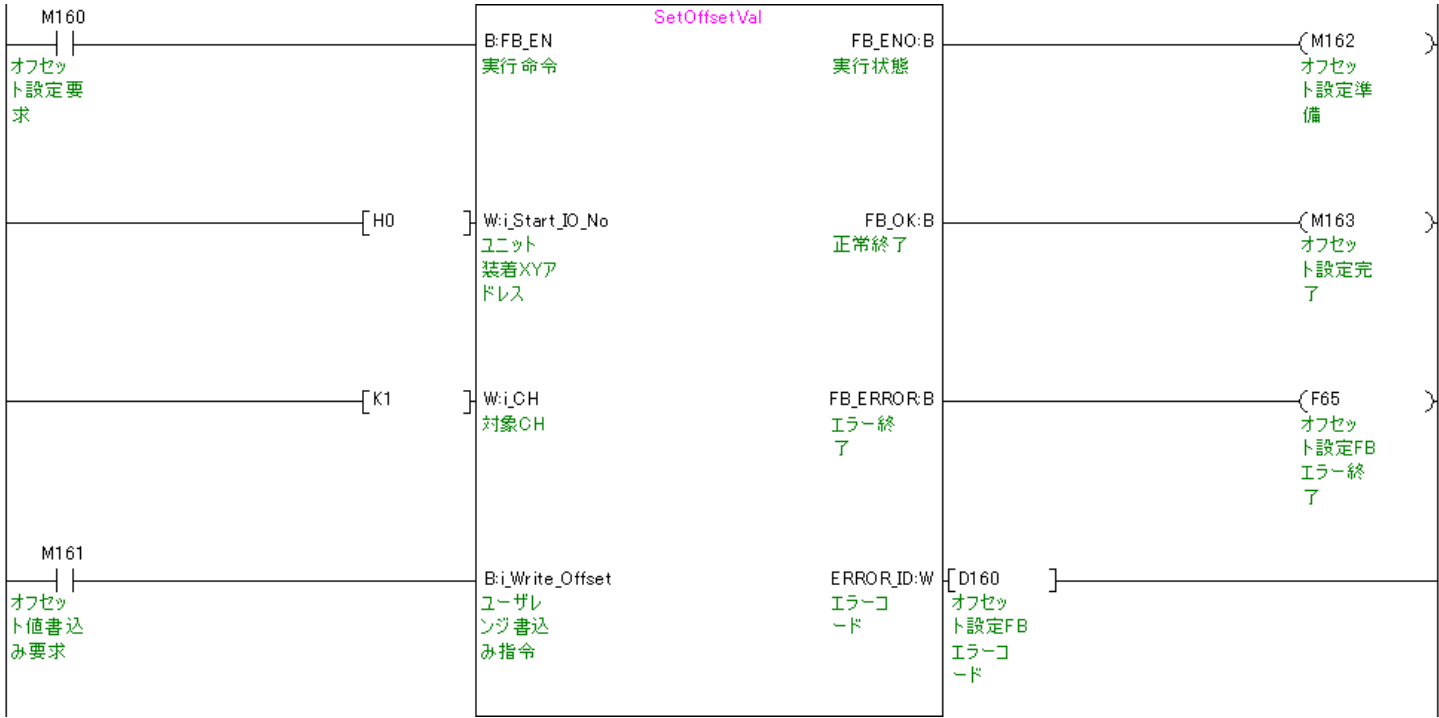 M160
SetOffsetVal
B:FB_EN
FB_ENO:B
M162
オフセッ
ト設定要
求
実行命令
実行状態
オフセッ
ト設定準
備
H0
W:i_Start_IO_No
FB_OK:B
M163
ユニット
装着XYア
ドレス
正常終了
オフセッ
ト設定完
了
K1
W:i_CH
FB_ERROR:B
F65
対象CH
エラー終
了
オフセッ
ト設定FB
エラー終
了
M161
B:i_Write_Offset
ERROR_ID:W
D160
オフセッ
ト値書込
み要求
ユーザレ
ンジ書込
み指令
エラーコ
ード
オフセッ
ト設定FB
エラーコ
ード